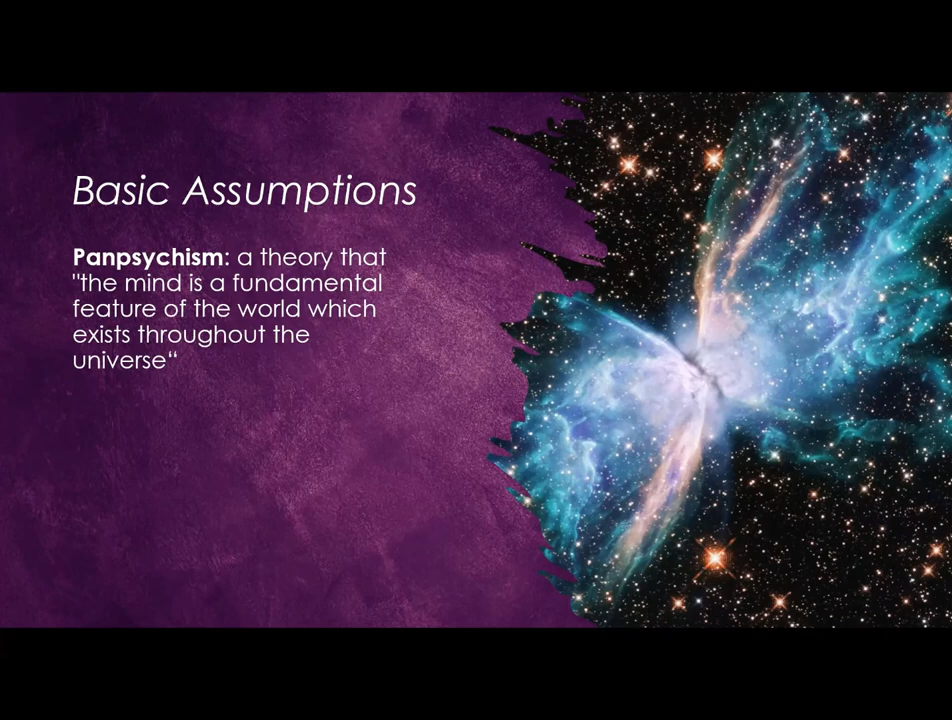 Basic Assumptions
Panpsychism: a theory that
"the mind is a fundamental
feature of the world which
exists throughout the
universe“